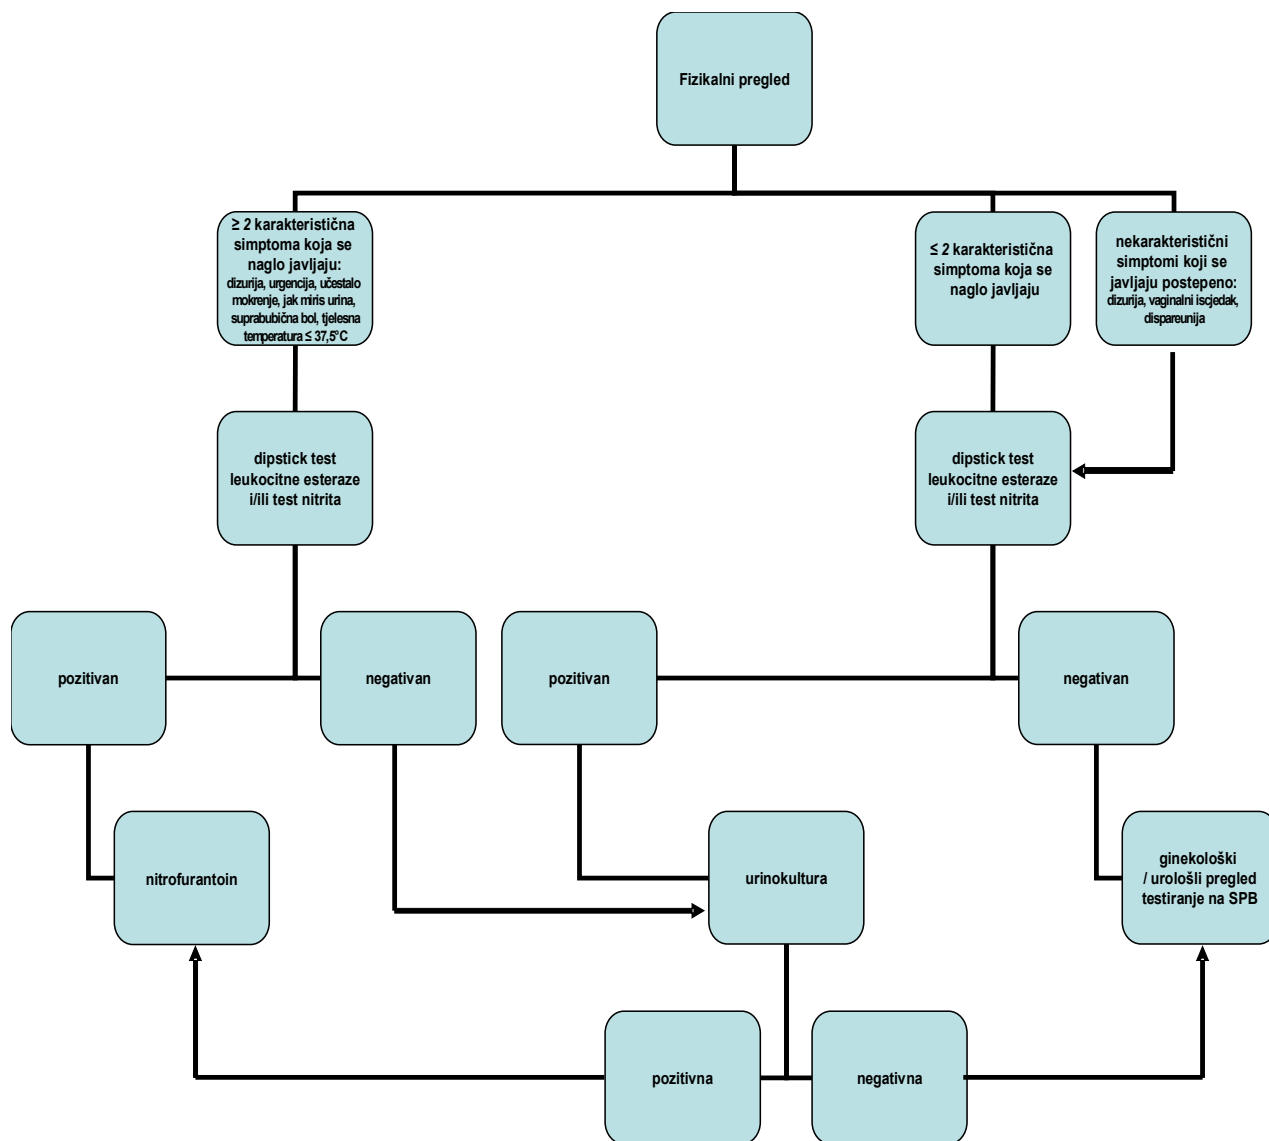 Fizikalni pregled
≥ 2 karakteristična
simptoma koja se
naglo javljaju:
dizurija, urgencija, učestalo
mokrenje, jak miris urina,
suprabubična bol, tjelesna
temperatura ≤ 37,5°C
≤ 2 karakteristična
simptoma koja se
naglo javljaju
nekarakteristični
simptomi koji se
javljaju postepeno:
dizurija, vaginalni iscjedak,
dispareunija
dipstick test
leukocitne esteraze
i/ili test nitrita
dipstick test
leukocitne esteraze
i/ili test nitrita
pozitivan
negativan
pozitivan
negativan
nitrofurantoin
urinokultura
ginekološki
/ urološli pregled
testiranje na SPB
pozitivna
negativna